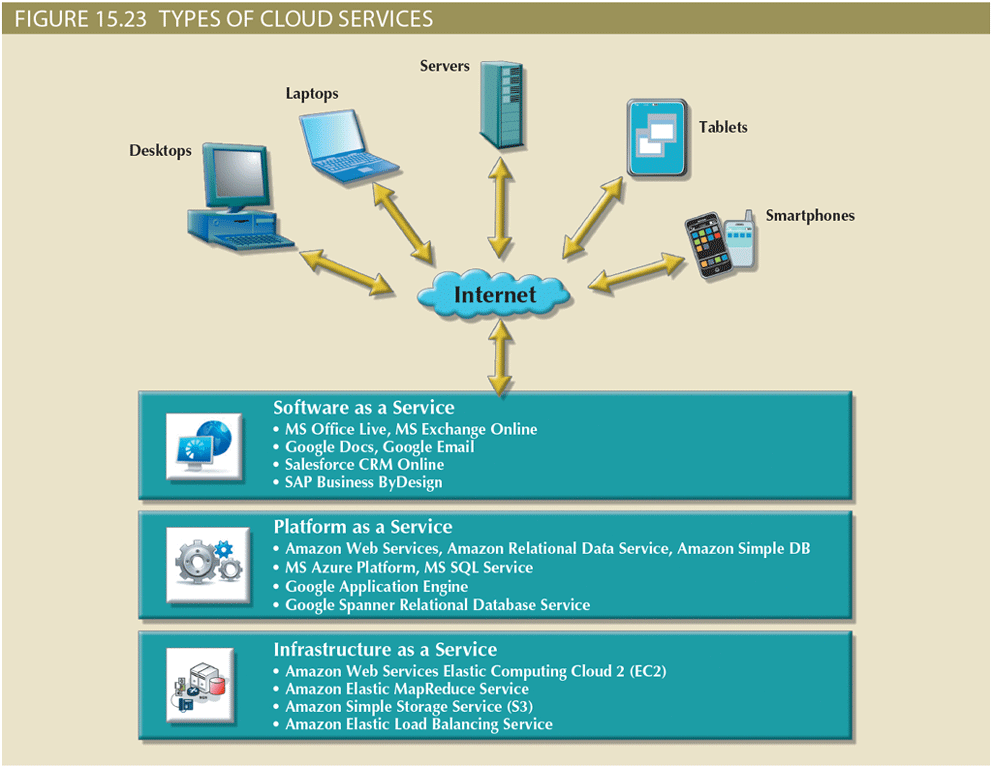 FIGURE 15.23 TYPES OF CLOUD SERVICES
Servers
Laptops
Tablets
Desktops
Smartphones
Internet
Software as a Service
• MS Office Live, MS Exchange Online
• Google Docs, Google Email
• Salesforce CRM Online
• SAP Business ByDesign
Platform as a Service
• Amazon Web Services, Amazon Relational Data Service, Amazon Simple DB
• MS Azure Platform, MS SQL Service
• Google Application Engine
• Google Spanner Relational Database Service
Infrastructure as a Service
• Amazon Web Services Elastic Computing Cloud 2 (EC2)
• Amazon Elastic MapReduce Service
• Amazon Simple Storage Service (S3)
• Amazon Elastic Load Balancing Service